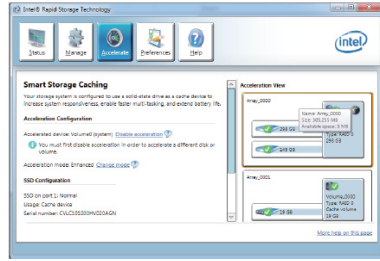 Intel® Rapid Storage Technology
Status
Manage
Accelerate
Preferences
Help
intel
Smart Storage Caching
Your storage system is configured to use a solid-state drive as a cache device to
increase system responsiveness, enable faster multi-tasking, and extend battery life.
Acceleration Configuration
Accelerated device: Volume0 (system) Disable acceleration
You must first disable acceleration in order to accelerate a different disk or
volume.
Acceleration mode: Enhanced Change mode
SSD Configuration
SSD on port 1: Normal
Usage: Cache device
Serial number:
Acceleration View
Array_0000
Name: Array_0000
Size:
Available space: 0 MB
Type: RAID 0
298 GB
149 GB
Array_0001
Volume_0000
Type: RAID 0
Cache volume
19 GB
19 GB
More help on this page